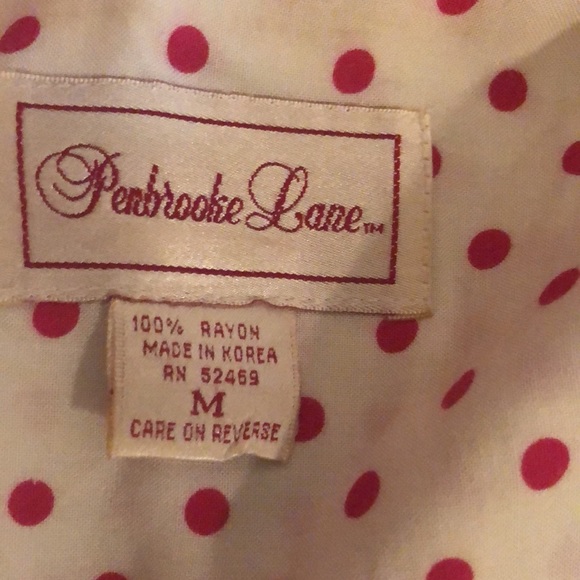 Penbrooke Lane™
100% RAYON
MADE IN KOREA
RN 52469
M
CARE ON REVERSE